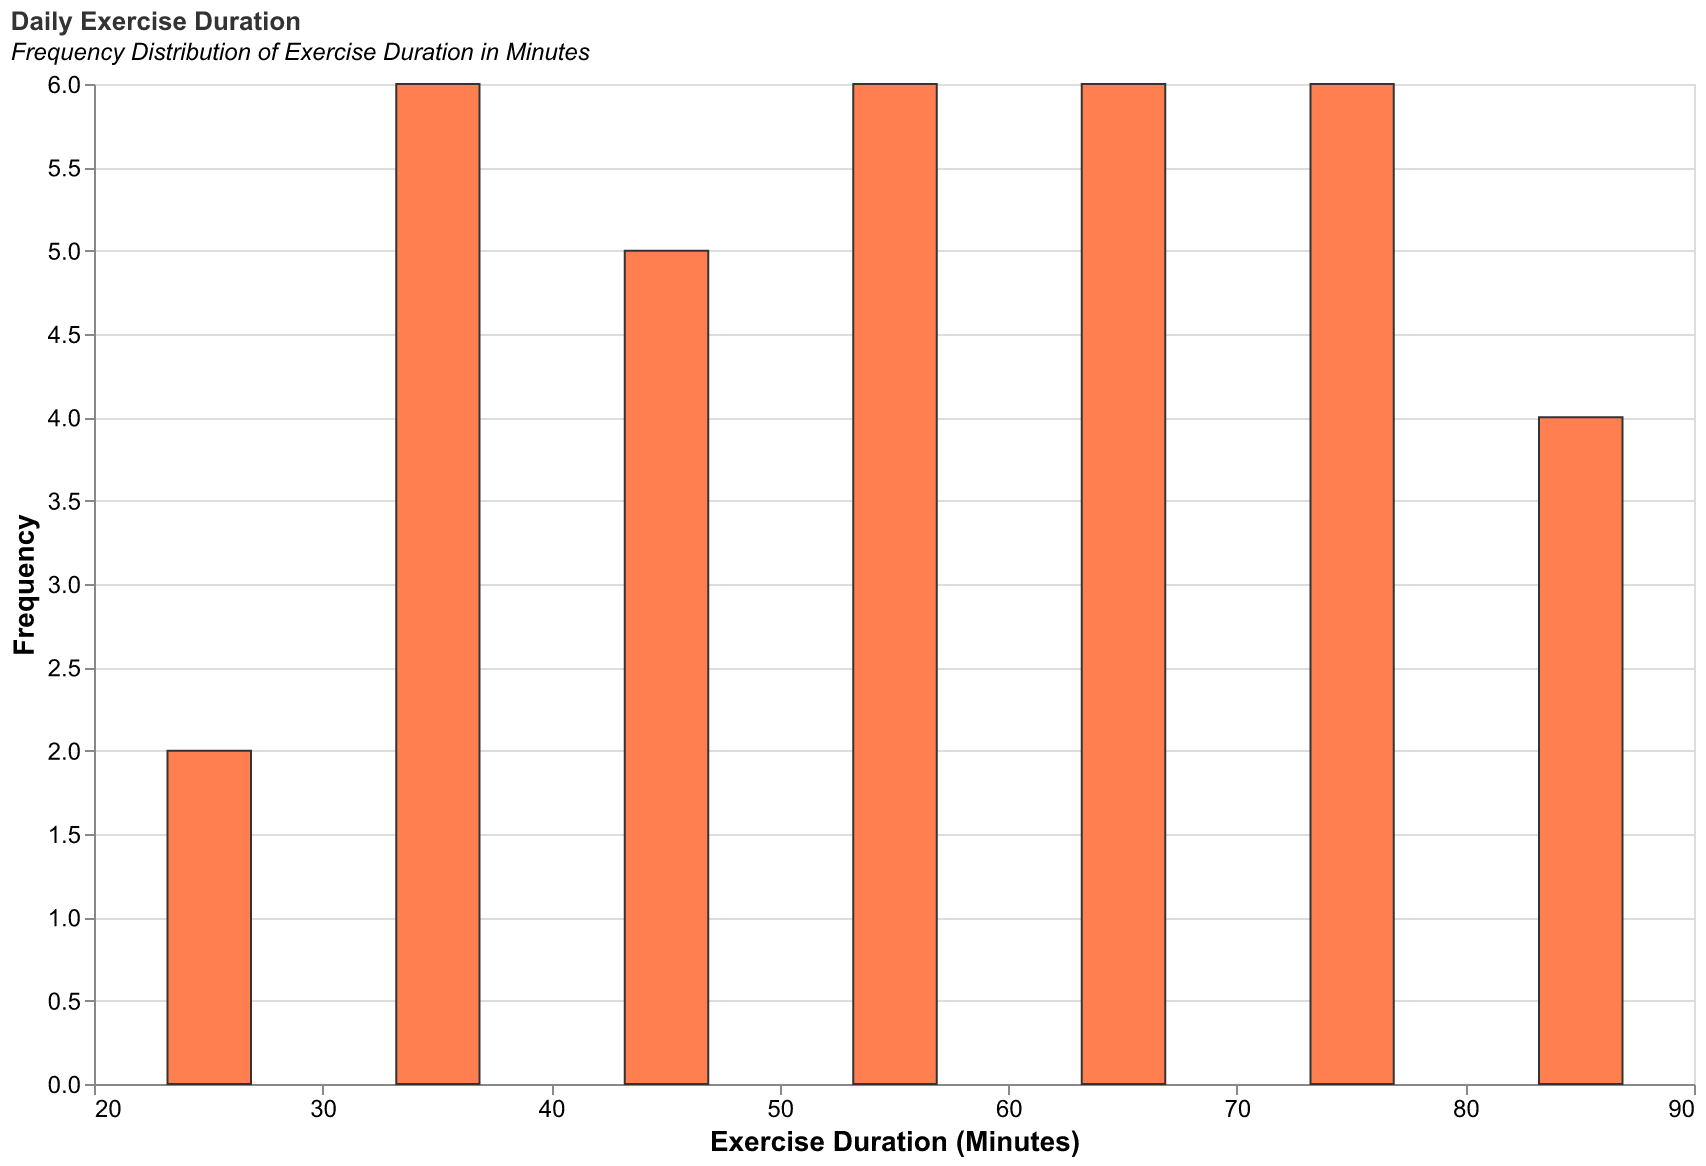 Daily Exercise Duration
Frequency Distribution of Exercise Duration in Minutes
6.0
5.5
5.0
4.5
4.0
3.5
3.0
2.5
2.0
1.5
1.0
0.5
0.0
Frequency
20 30 40 50 60 70 80 90
Exercise Duration (Minutes)